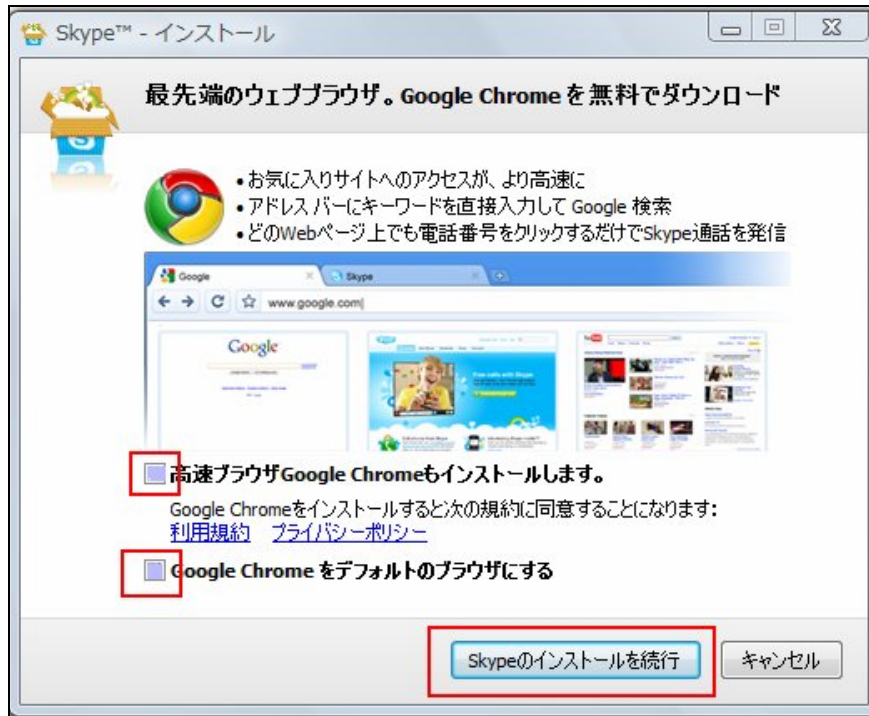 Skype™ - インストール
最先端のウェブブラウザ。Google Chromeを無料でダウンロード
•お気に入りサイトへのアクセスが、より高速に
•アドレス バーにキーワードを直接入力して Google 検索
•どのWebページ上でも電話番号をクリックするだけでSkype通話を発信
Google Skype
www.google.com
Google
Free calls with Skype
高速ブラウザGoogle Chromeもインストールします。
Google Chromeをインストールすると次の規約に同意することになります:
利用規約 プライバシーポリシー
Google Chrome をデフォルトのブラウザにする
Skypeのインストールを続行 キャンセル